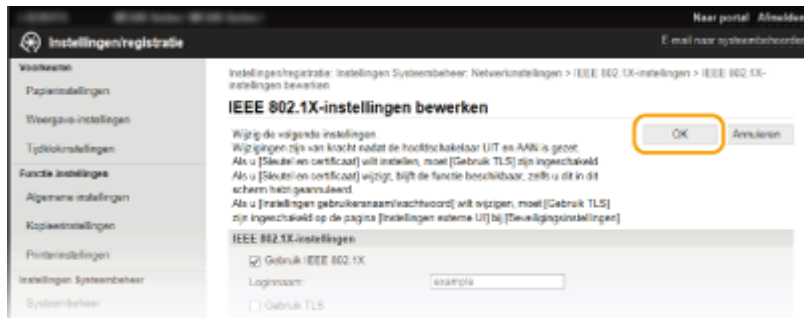 Naar portal Afmelden
Instellingen/registratie
E-mail naar systeembeheerder
Voorkeuren
Papierinstellingen
Weergave-instellingen
Tijdklokinstellingen
Functie-instellingen
Algemene instellingen
Kopieerinstellingen
Printerinstellingen
Instellingen Systeembeheer
Systeembeheer
Instellingen/registratie: Instellingen Systeembeheer: Netwerkinstellingen > IEEE 802.1X-instellingen > IEEE 802.1X-
instellingen bewerken
IEEE 802.1X-instellingen bewerken
OK Annuleren
Wijzig de volgende instellingen.
Wijzigingen zijn van kracht nadat de hoofdschakelaar UIT en AAN is gezet.
Als u [Sleutel en certificaat] wilt instellen, moet [Gebruik TLS] zijn ingeschakeld
Als u [Sleutel en certificaat] wijzigt, blijft de functie beschikbaar, zelfs u dit in dit
scherm hebt geannuleerd.
Als u [Instellingen gebruikersnaam/wachtwoord] wilt wijzigen, moet [Gebruik TLS]
zijn ingeschakeld op de pagina [Instellingen externe UI] bij [Beveiligingsinstellingen]
IEEE 802.1X-instellingen
Gebruik IEEE 802.1X
Loginnaam: example
Gebruik TLS